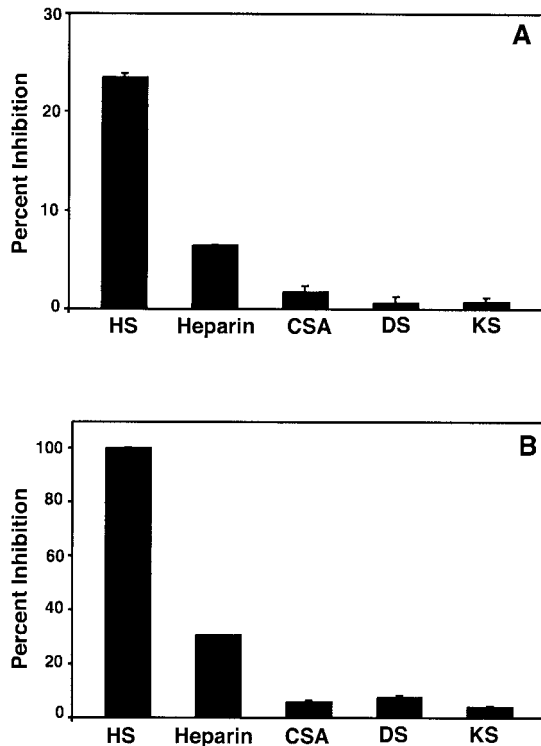 A
Percent Inhibition
30
20
10
0
HS Heparin CSA DS KS
B
Percent Inhibition
100
80
60
40
20
0
HS Heparin CSA DS KS